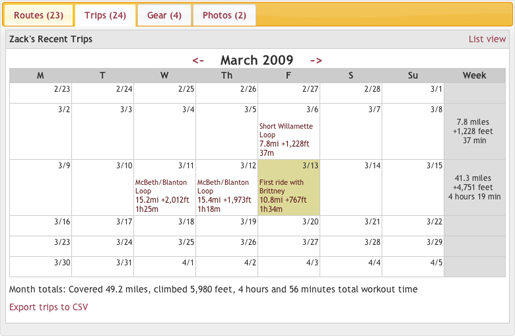 Routes (23) Trips (24) Gear (4) Photos (2)
Zack's Recent Trips List view
<- March 2009 ->
M T W Th F S Su Week
2/23 2/24 2/25 2/26 2/27 2/28 3/1
3/2 3/3 3/4 3/5 3/6 3/7 3/8
Short Willamette
Loop
7.8mi +1,228ft
37m
7.8 miles
+1,228 feet
37 min
3/9 3/10 3/11 3/12 3/13 3/14 3/15
McBeth/Blanton
Loop
15.2mi +2,012ft
1h25m
McBeth/Blanton
Loop
15.4mi +1,973ft
1h18m
First ride with
Brittney
10.8mi +767ft
1h34m
41.3 miles
+4,751 feet
4 hours 19 min
3/16 3/17 3/18 3/19 3/20 3/21 3/22
3/23 3/24 3/25 3/26 3/27 3/28 3/29
3/30 3/31 4/1 4/2 4/3 4/4 4/5
Month totals: Covered 49.2 miles, climbed 5,980 feet, 4 hours and 56 minutes total workout time
Export trips to CSV